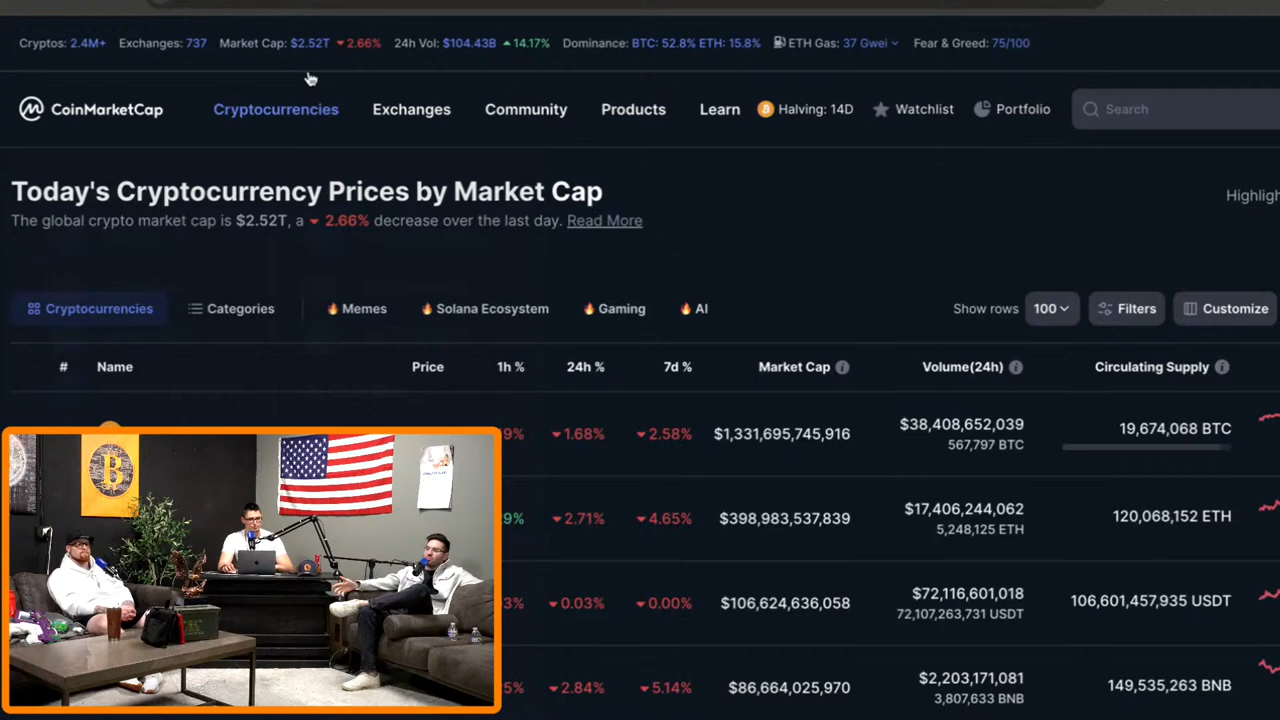 Cryptos: 2.4M+ Exchanges: 737 Market Cap: $2.52T 2.66% 24h Vol: $104.43B 14.17% Dominance: BTC: 52.8% ETH: 15.8% ETH Gas: 37 Gwei Fear & Greed: 75/100
CoinMarketCap Cryptocurrencies Exchanges Community Products Learn Halving: 14D Watchlist Portfolio Search
Today's Cryptocurrency Prices by Market Cap
Highligh
The global crypto market cap is $2.52T, a 2.66% decrease over the last day. Read More
Cryptocurrencies Categories Memes Solana Ecosystem Gaming AI Show rows 100 Filters Customize
# Name Price 1h % 24h % 7d % Market Cap Volume(24h) Circulating Supply
9% 1.68% 2.58% $1,331,695,745,916 $38,408,652,039 19,674,068 BTC
567,797 BTC
9% 2.71% 4.65% $398,983,537,839 $17,406,244,062 120,068,152 ETH
5,248,125 ETH
3% 0.03% 0.00% $106,624,636,058 $72,116,601,018 106,601,457,935 USDT
72,107,263,731 USDT
5% 2.84% 5.14% $86,664,025,970 $2,203,171,081 149,535,263 BNB
3,807,633 BNB